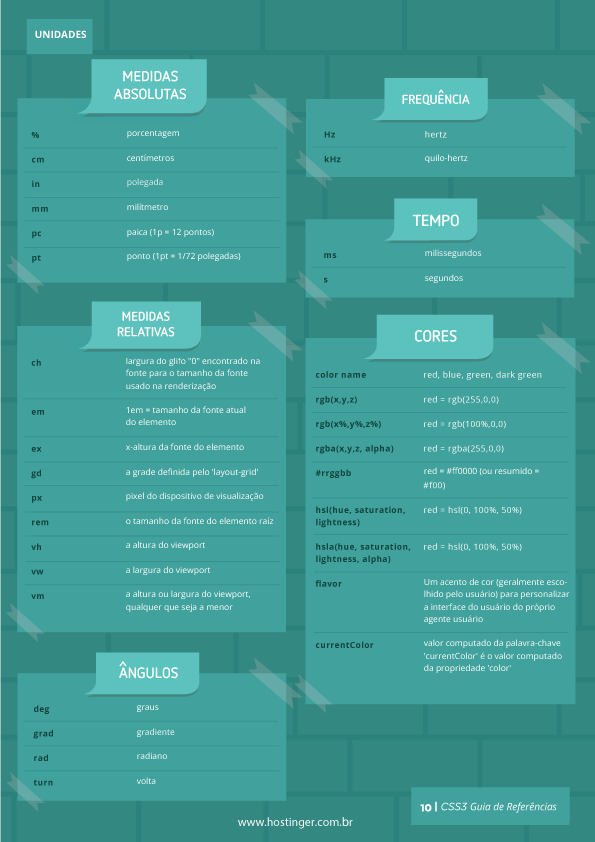 UNIDADES
MEDIDAS
ABSOLUTAS
% porcentagem
cm centímetros
in polegada
mm milítmetro
pc paica (1p = 12 pontos)
pt ponto (1pt = 1/72 polegadas)
MEDIDAS
RELATIVAS
ch largura do glifo "0" encontrado na
fonte para o tamanho da fonte
usado na renderização
em 1em = tamanho da fonte atual
do elemento
ex x-altura da fonte do elemento
gd a grade definida pelo 'layout-grid'
px pixel do dispositivo de visualização
rem o tamanho da fonte do elemento raiz
vh a altura do viewport
vw a largura do viewport
vm a altura ou largura do viewport,
qualquer que seja a menor
ÂNGULOS
deg graus
grad gradiente
rad radiano
turn volta
FREQUÊNCIA
Hz hertz
kHz quilo-hertz
TEMPO
ms milissegundos
s segundos
CORES
color name red, blue, green, dark green
rgb(x,y,z) red = rgb(255,0,0)
rgb(x%,y%,z%) red = rgb(100%,0,0)
rgba(x,y,z, alpha) red = rgba(255,0,0)
#rrggbb red = #ff0000 (ou resumido =
#f00)
hsl(hue, saturation, red = hsl(0, 100%, 50%)
lightness)
hsla(hue, saturation, red = hsl(0, 100%, 50%)
lightness, alpha)
flavor Um acento de cor (geralmente esco-
lhido pelo usuário) para personalizar
a interface do usuário do próprio
agente usuário
currentColor valor computado da palavra-chave
'currentColor' é o valor computado
da propriedade 'color'
10 | CSS3 Guia de Referências
www.hostinger.com.br